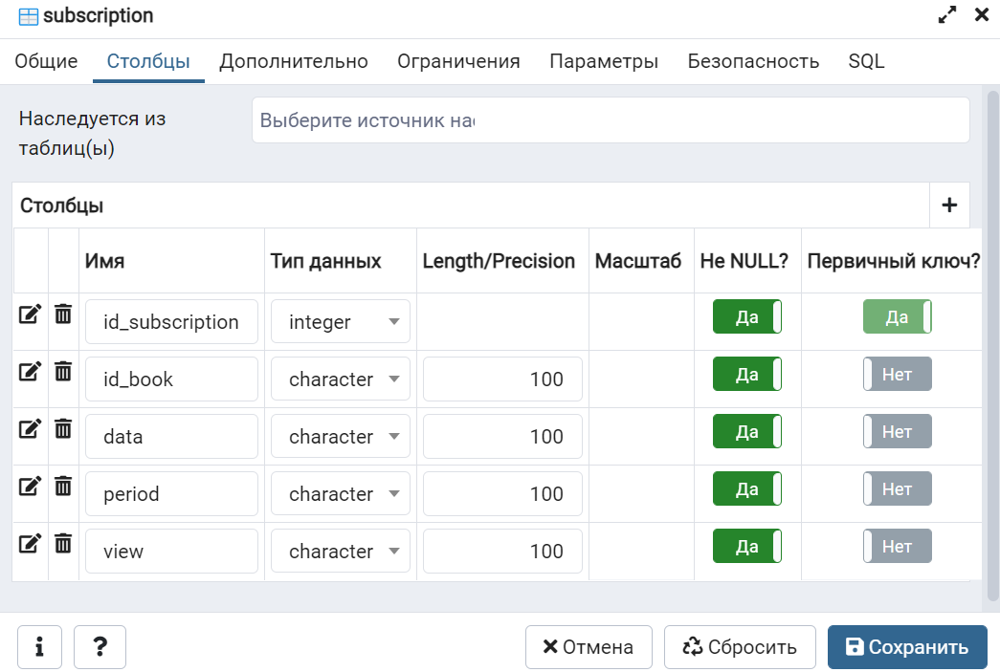 subscription
Общие Столбцы Дополнительно Ограничения Параметры Безопасность SQL
Наследуется из
таблиц(ы)
Выберите источник нас
Столбцы
Имя Тип данных Length/Precision Масштаб Не NULL? Первичный ключ?
id_subscription integer Да Да
id_book character 100 Да Нет
data character 100 Да Нет
period character 100 Да Нет
view character 100 Да Нет
i ? Отмена Сбросить Сохранить